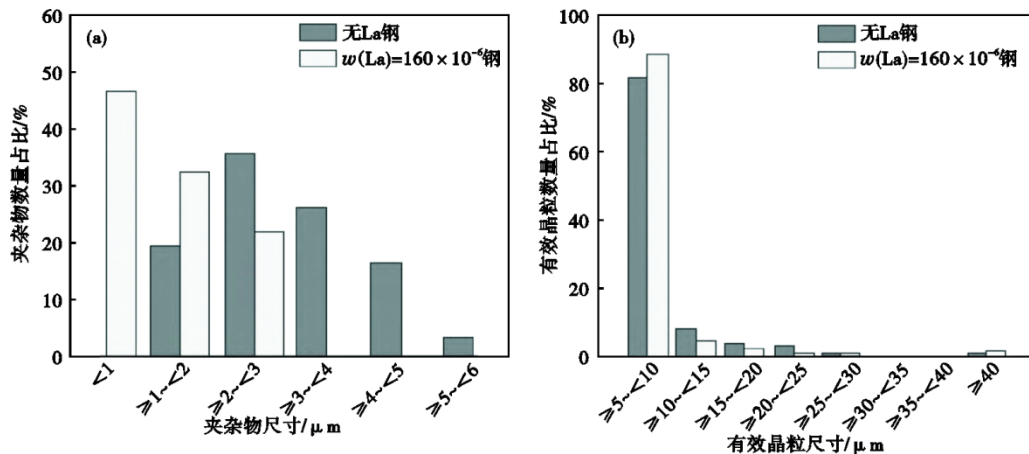 (a)
无La钢
w(La)=160×10⁻⁶钢
60
50
40
30
20
10
0
夹杂物数量占比/%
<1
≥1~<2
≥2~<3
≥3~<4
≥4~<5
≥5~<6
夹杂物尺寸/μm
(b)
无La钢
w(La)=160×10⁻⁶钢
100
80
60
40
20
0
有效晶粒数量占比/%
≥5~<10
≥10~<15
≥15~<20
≥20~<25
≥25~<30
≥30~<35
≥35~<40
≥40
有效晶粒尺寸/μm